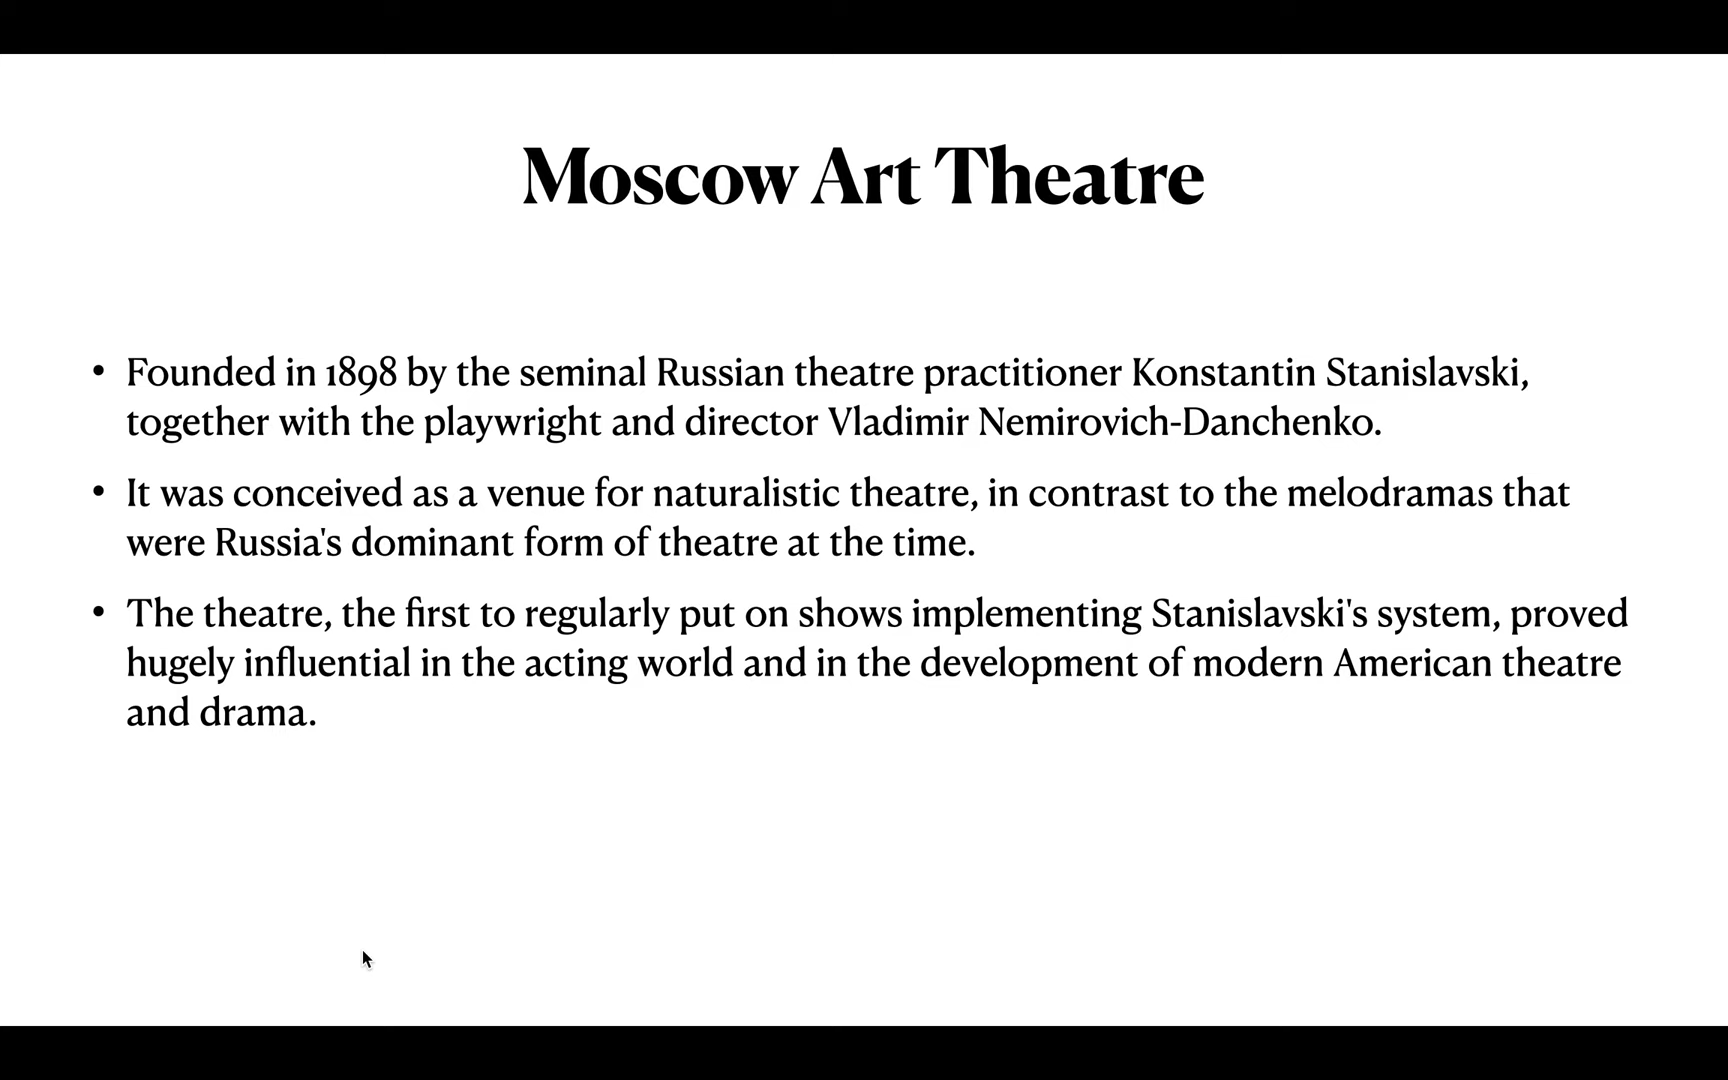 Moscow Art Theatre
• Founded in 1898 by the seminal Russian theatre practitioner Konstantin Stanislavski,
together with the playwright and director Vladimir Nemirovich-Danchenko.
• It was conceived as a venue for naturalistic theatre, in contrast to the melodramas that
were Russia's dominant form of theatre at the time.
• The theatre, the first to regularly put on shows implementing Stanislavski's system, proved
hugely influential in the acting world and in the development of modern American theatre
and drama.